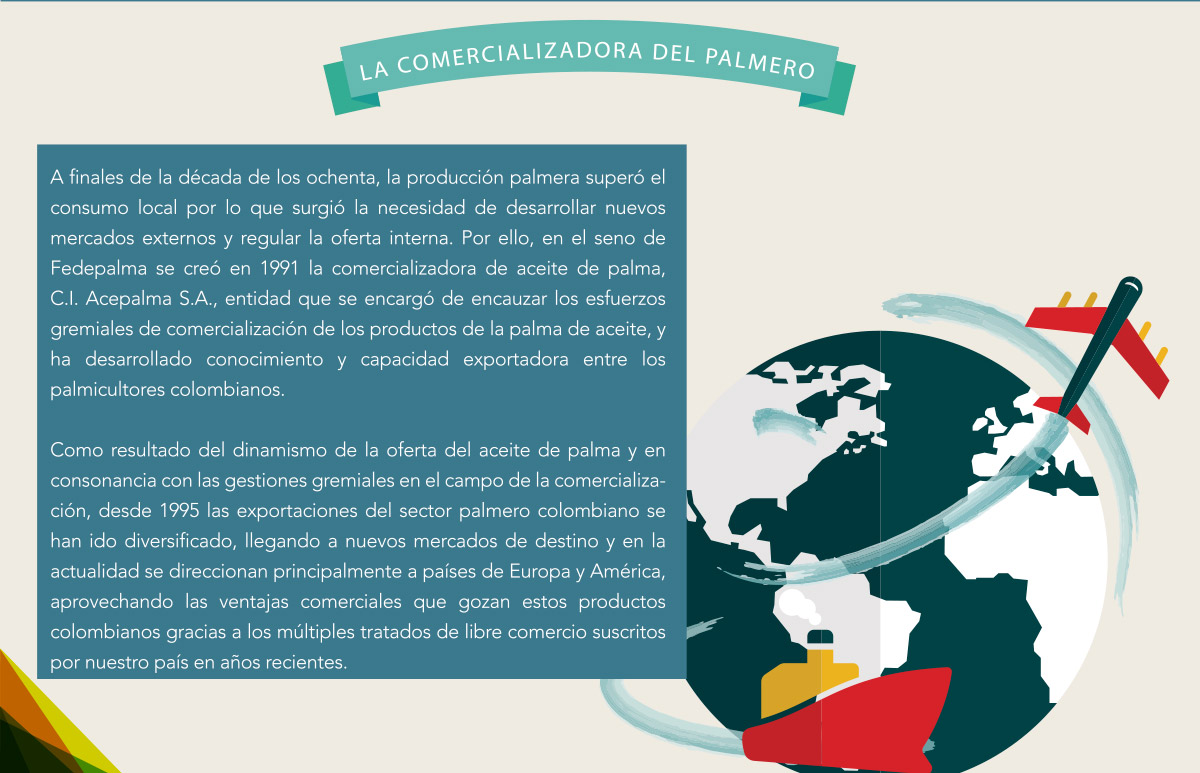 LA COMERCIALIZADORA DEL PALMERO
A finales de la década de los ochenta, la producción palmera superó el
consumo local por lo que surgió la necesidad de desarrollar nuevos
mercados externos y regular la oferta interna. Por ello, en el seno de
Fedepalma se creó en 1991 la comercializadora de aceite de palma,
C.I. Acepalma S.A., entidad que se encargó de encauzar los esfuerzos
gremiales de comercialización de los productos de la palma de aceite, y
ha desarrollado conocimiento y capacidad exportadora entre los
palmicultores colombianos.
Como resultado del dinamismo de la oferta del aceite de palma y en
consonancia con las gestiones gremiales en el campo de la comercializa-
ción, desde 1995 las exportaciones del sector palmero colombiano se
han ido diversificado, llegando a nuevos mercados de destino y en la
actualidad se direccionan principalmente a países de Europa y América,
aprovechando las ventajas comerciales que gozan estos productos
colombianos gracias a los múltiples tratados de libre comercio suscritos
por nuestro país en años recientes.